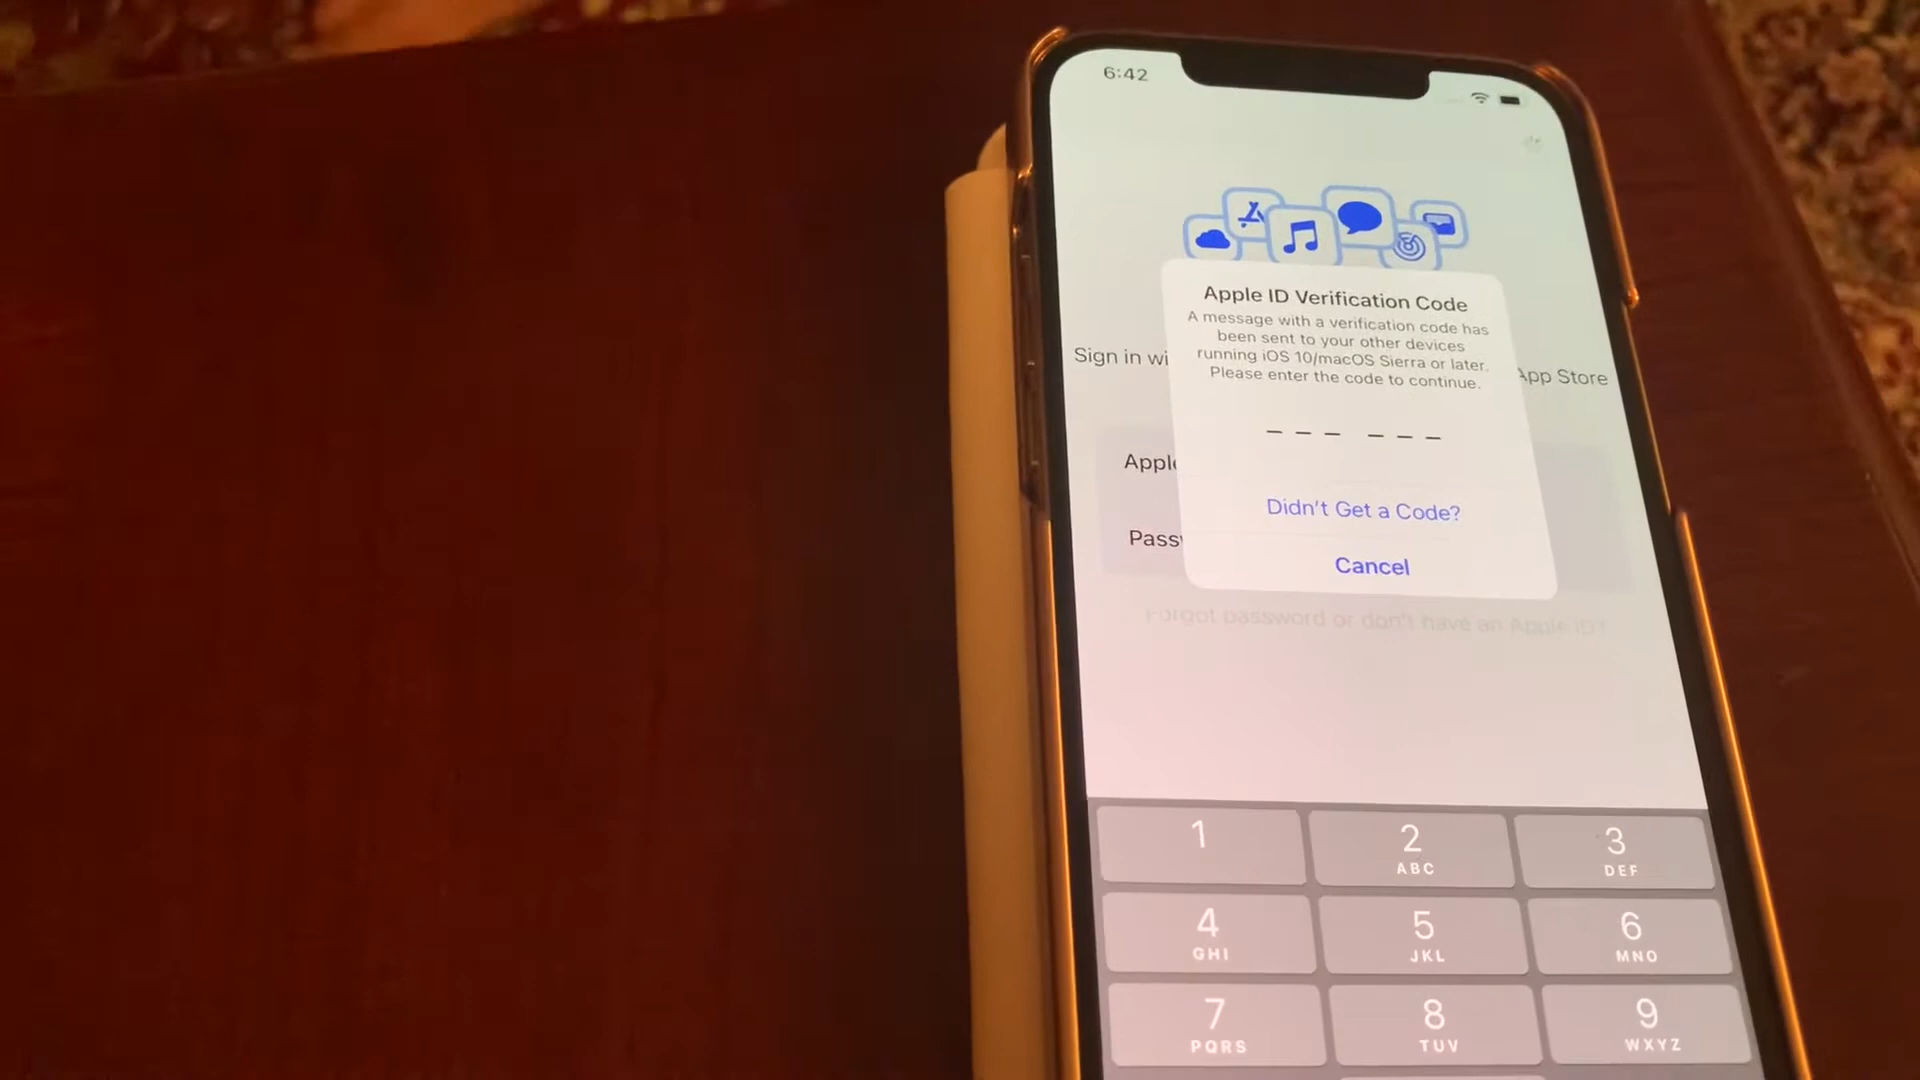 6:42
Apple ID Verification Code
A message with a verification code has
been sent to your other devices
running iOS 10/macOS Sierra or later.
Please enter the code to continue.
Sign in wi
App Store
Apple
Passw
Didn't Get a Code?
Cancel
Forgot password or don't have an Apple ID?
1
2
ABC
3
DEF
4
GHI
5
JKL
6
MNO
7
PQRS
8
TUV
9
WXYZ